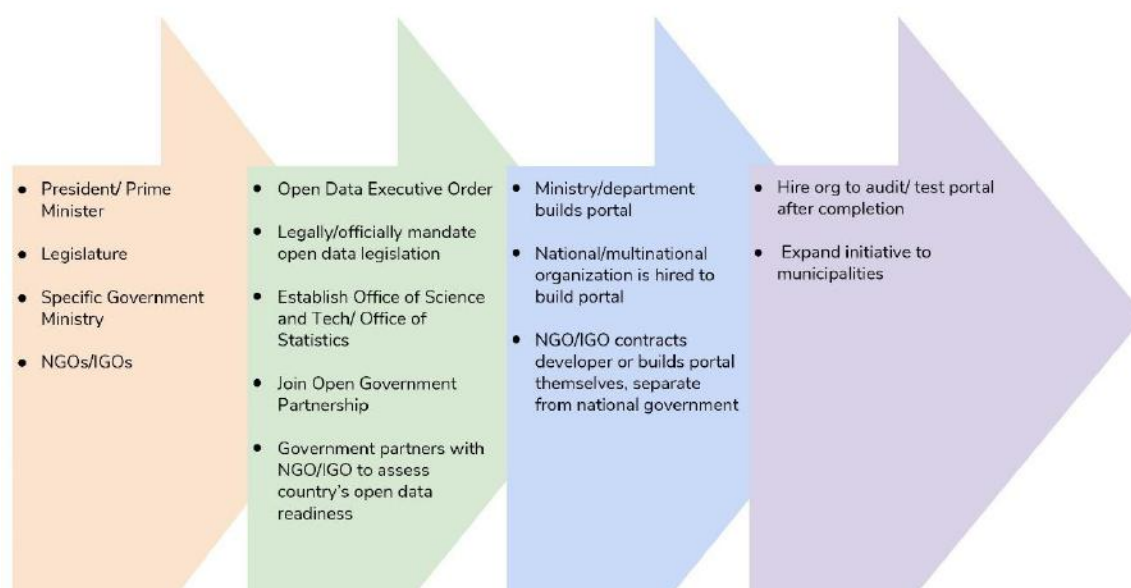 President/ Prime
Minister
Legislature
Specific Government
Ministry
NGOs/IGOs
Open Data Executive Order
Legally/officially mandate
open data legislation
Establish Office of Science
and Tech/ Office of
Statistics
Join Open Government
Partnership
Government partners with
NGO/IGO to assess
country's open data
readiness
Ministry/department
builds portal
National/multinational
organization is hired to
build portal
NGO/IGO contracts
developer or builds portal
themselves, separate
from national government
Hire org to audit/ test portal
after completion
Expand initiative to
municipalities